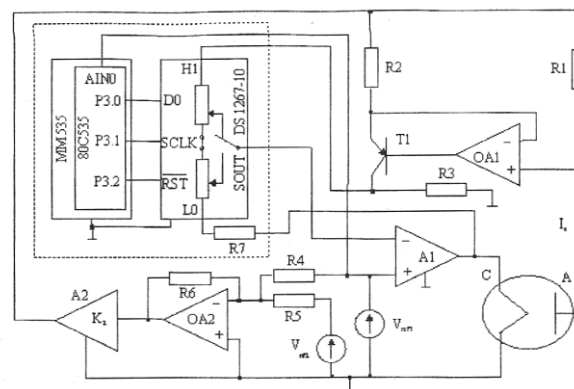 AIN0
H1
R2
R1
MM535
80C535
P3.0
D0
DS1267-10
P3.1
SCLK
T1
OA1
P3.2
RST
SOUT
R3
L0
R7
A1
R4
C
A
R6
A2
R5
OA2